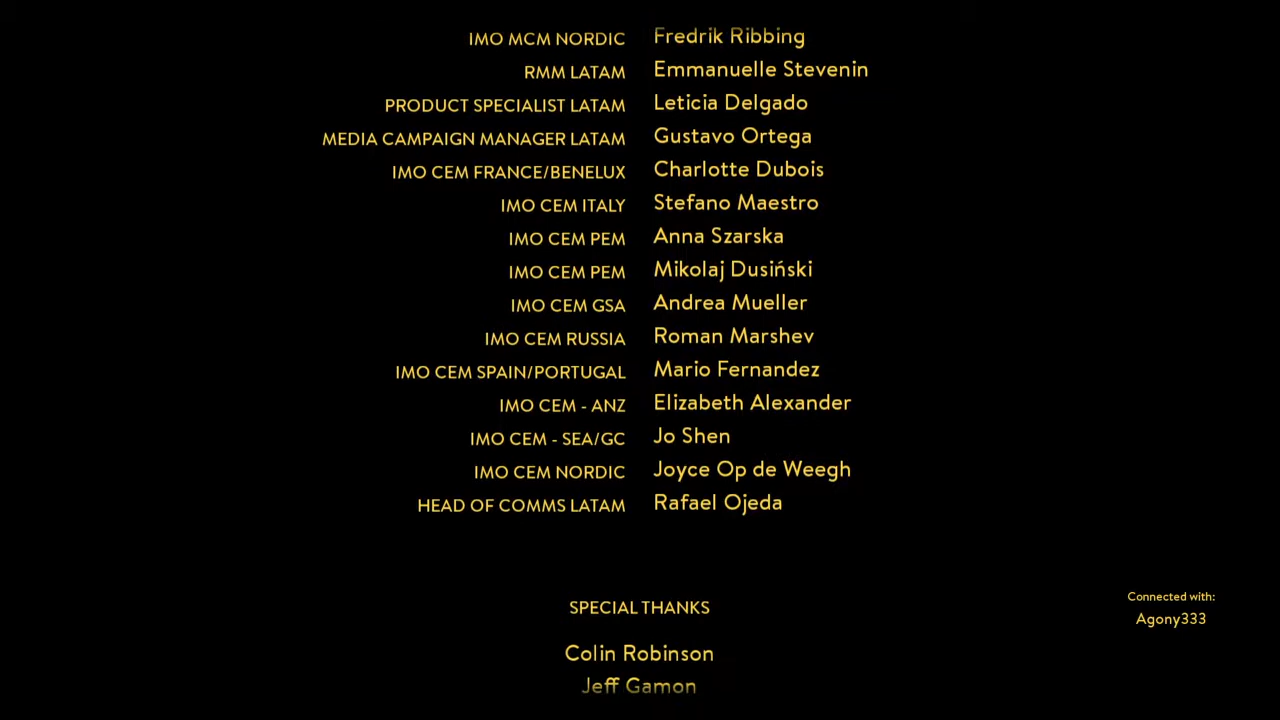 IMO MCM NORDIC Fredrik Ribbing
RMM LATAM Emmanuelle Stevenin
PRODUCT SPECIALIST LATAM Leticia Delgado
MEDIA CAMPAIGN MANAGER LATAM Gustavo Ortega
IMO CEM FRANCE/BENELUX Charlotte Dubois
IMO CEM ITALY Stefano Maestro
IMO CEM PEM Anna Szarska
IMO CEM PEM Mikolaj Dusiński
IMO CEM GSA Andrea Mueller
IMO CEM RUSSIA Roman Marshev
IMO CEM SPAIN/PORTUGAL Mario Fernandez
IMO CEM - ANZ Elizabeth Alexander
IMO CEM - SEA/GC Jo Shen
IMO CEM NORDIC Joyce Op de Weegh
HEAD OF COMMS LATAM Rafael Ojeda
SPECIAL THANKS
Colin Robinson
Jeff Gamon
Connected with:
Agony333